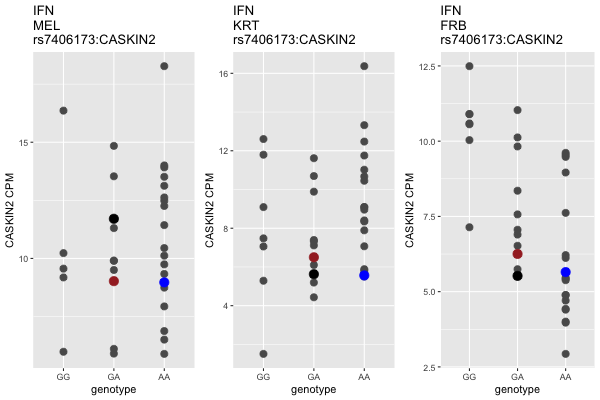 IFN
MEL
rs7406173:CASKIN2
15
10
CASKIN2 CPM
GG GA AA
genotype
IFN
KRT
rs7406173:CASKIN2
16
12
8
4
CASKIN2 CPM
GG GA AA
genotype
IFN
FRB
rs7406173:CASKIN2
12.5
10.0
7.5
5.0
2.5
CASKIN2 CPM
GG GA AA
genotype